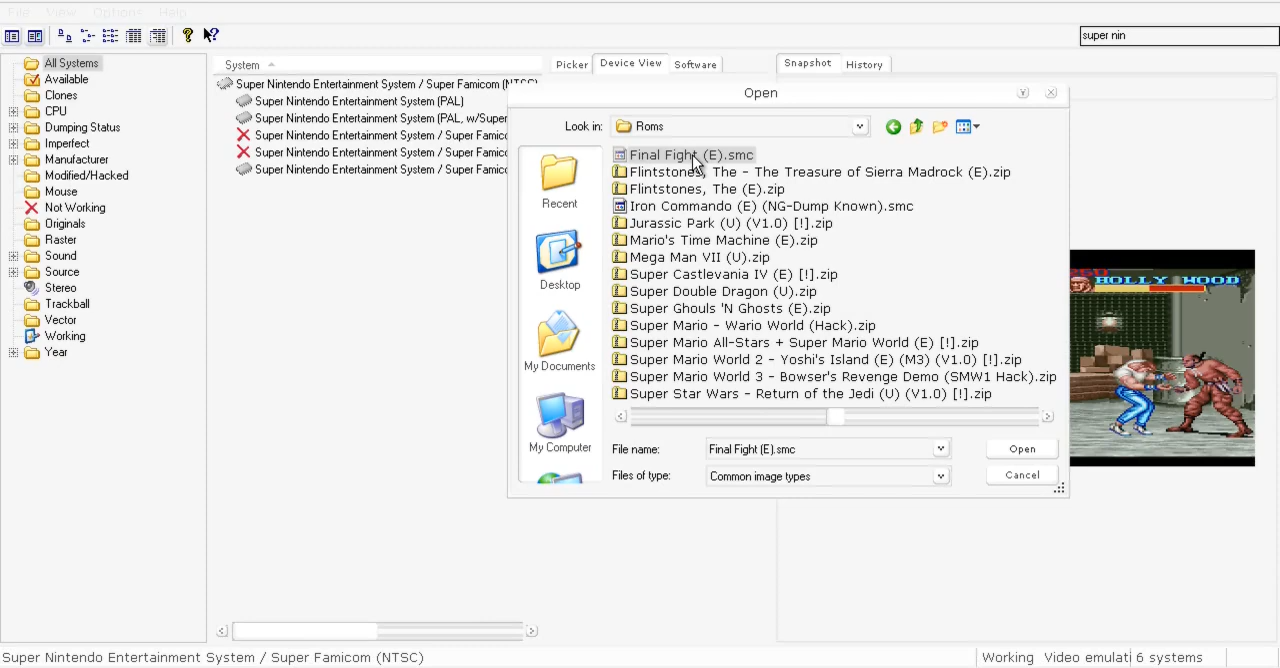 File View Options Help
super nin
All Systems
Available
Clones
CPU
Dumping Status
Imperfect
Manufacturer
Modified/Hacked
Mouse
Not Working
Originals
Raster
Sound
Source
Stereo
Trackball
Vector
Working
Year
System
Super Nintendo Entertainment System / Super Famicom (NTSC)
Super Nintendo Entertainment System (PAL)
Super Nintendo Entertainment System (PAL, w/Super
Super Nintendo Entertainment System / Super Famico
Super Nintendo Entertainment System / Super Famico
Super Nintendo Entertainment System / Super Famico
Picker Device View Software
Snapshot History
Open
Look in: Roms
Recent
Desktop
My Documents
My Computer
Final Fight (E).smc
Flintstones, The - The Treasure of Sierra Madrock (E).zip
Flintstones, The (E).zip
Iron Commando (E) (NG-Dump Known).smc
Jurassic Park (U) (V1.0) [!].zip
Mario's Time Machine (E).zip
Mega Man VII (U).zip
Super Castlevania IV (E) [!].zip
Super Double Dragon (U).zip
Super Ghouls 'N Ghosts (E).zip
Super Mario - Wario World (Hack).zip
Super Mario All-Stars + Super Mario World (E) [!].zip
Super Mario World 2 - Yoshi's Island (E) (M3) (V1.0) [!].zip
Super Mario World 3 - Bowser's Revenge Demo (SMW1 Hack).zip
Super Star Wars - Return of the Jedi (U) (V1.0) [!].zip
File name: Final Fight (E).smc Open
Files of type: Common image types Cancel
HOLLY WOOD
Super Nintendo Entertainment System / Super Famicom (NTSC)
Working Video emulati 6 systems